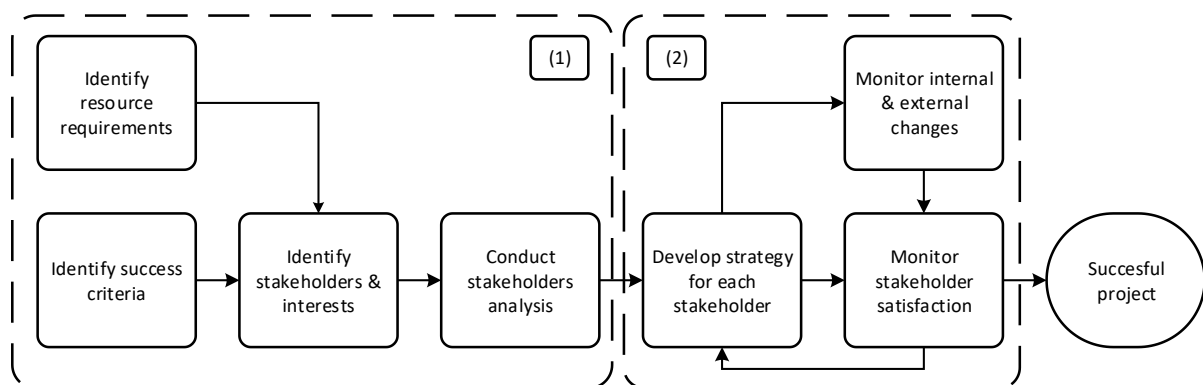 Identify
resource
requirements
(1)
(2)
Monitor internal
& external
changes
Identify success
criteria
Identify
stakeholders &
interests
Conduct
stakeholders
analysis
Develop strategy
for each
stakeholder
Monitor
stakeholder
satisfaction
Succesful
project